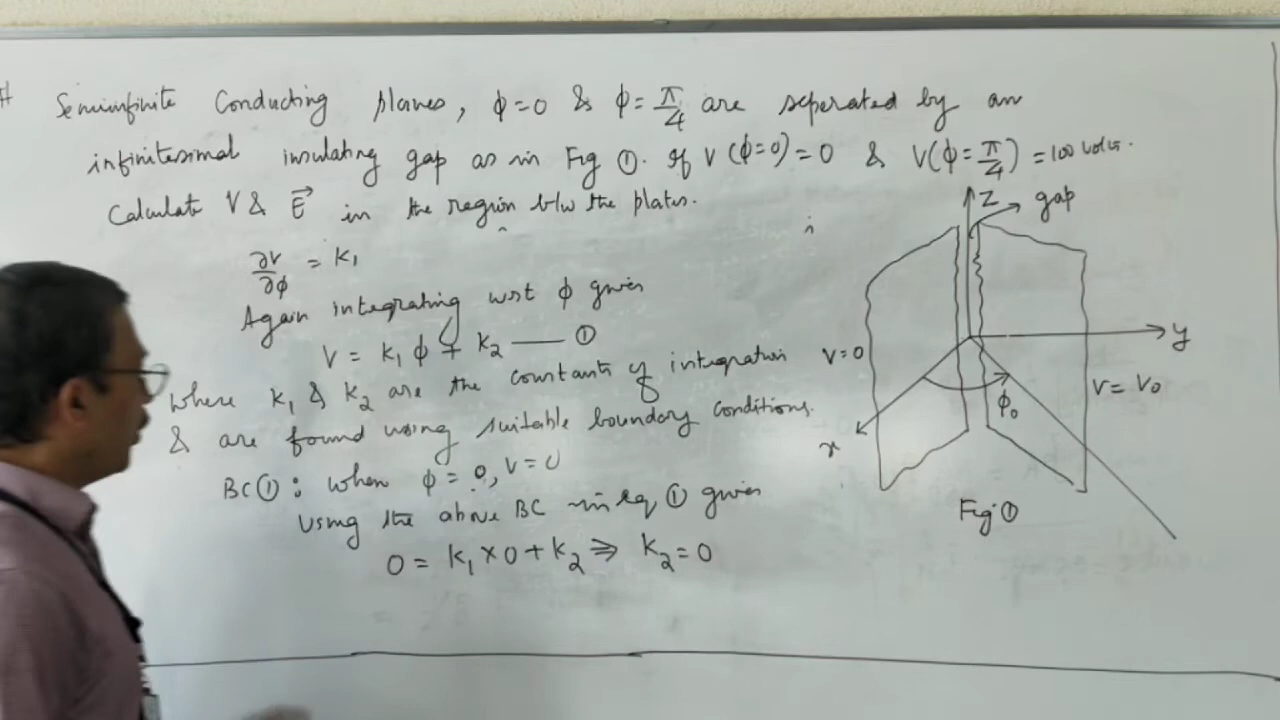 #
Semiinfinite Conducting planes, ϕ=0 & ϕ=π/4 are seperated by an
infinitesimal insulating gap as in Fig ①. If V(ϕ=0)=0 & V(ϕ=π/4)=100 volts.
Calculate V & E⃗ in the region b/w the plates.
∂V/∂ϕ = K₁
Again integrating wrt ϕ gives
V = K₁ϕ + K₂ —— ①
Where K₁ & K₂ are the constants of integration
& are found using suitable boundary conditions.
BC①: when ϕ=0, V=0
Using the above BC in eq ① gives
0 = K₁×0+K₂ ⇒ K₂=0
Z
gap
y
V=0
V=V₀
ϕ₀
x
Fig ①